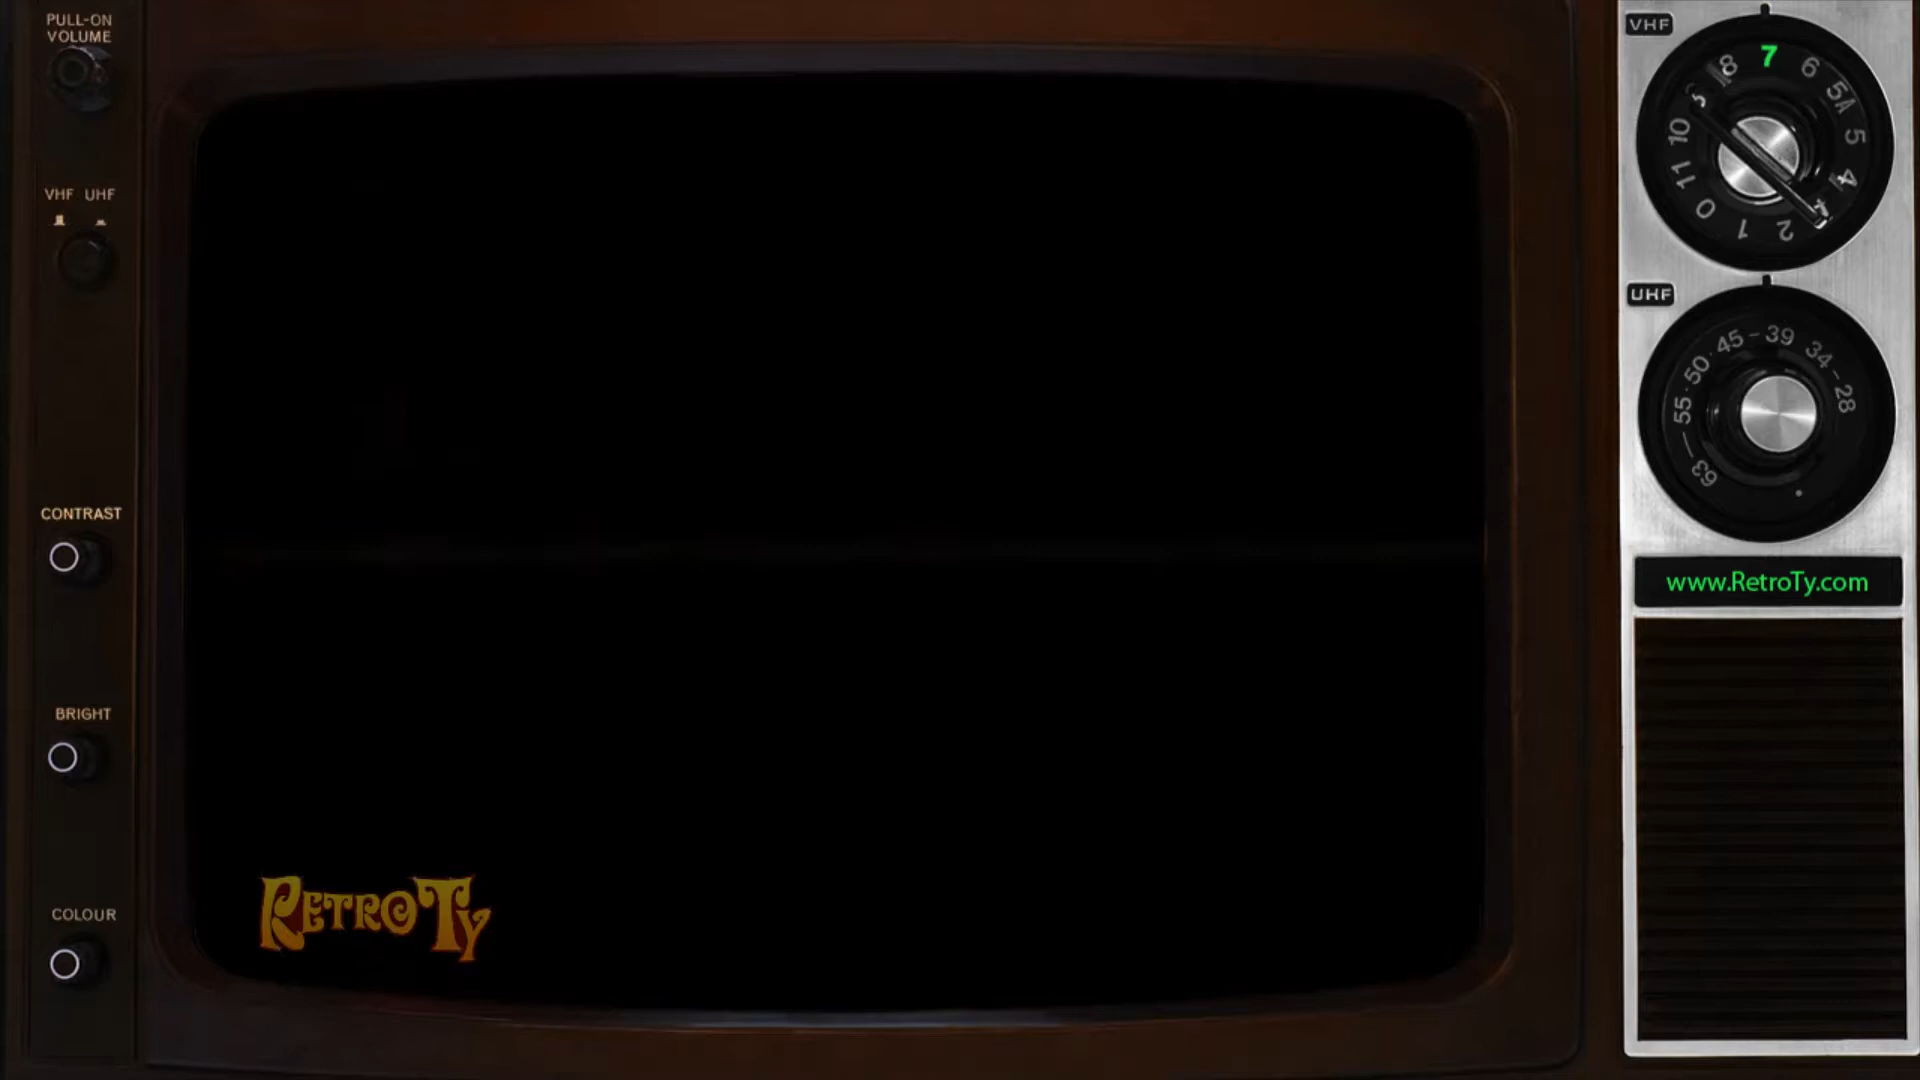 PULL-ON
VOLUME
VHF UHF
CONTRAST
BRIGHT
COLOUR
RETROTY
VHF
7
6
5A
5
4
2
1
0
11
10
8
UHF
63
55
50
45
39
34
28
www.RetroTy.com